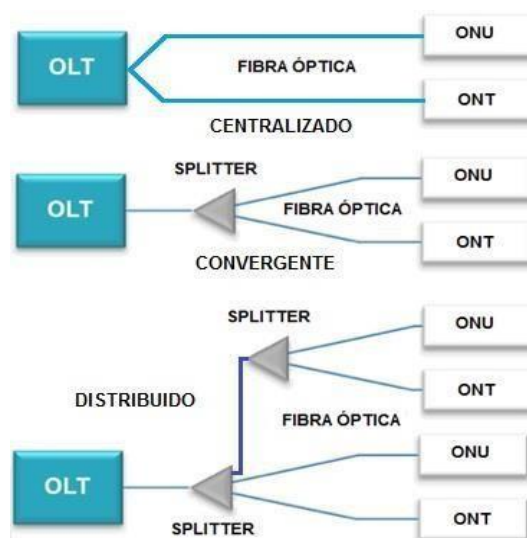 ONU
OLT
FIBRA ÓPTICA
ONT
CENTRALIZADO
SPLITTER
ONU
OLT
FIBRA ÓPTICA
ONT
CONVERGENTE
SPLITTER
ONU
ONT
DISTRIBUIDO
FIBRA ÓPTICA
ONU
OLT
ONT
SPLITTER